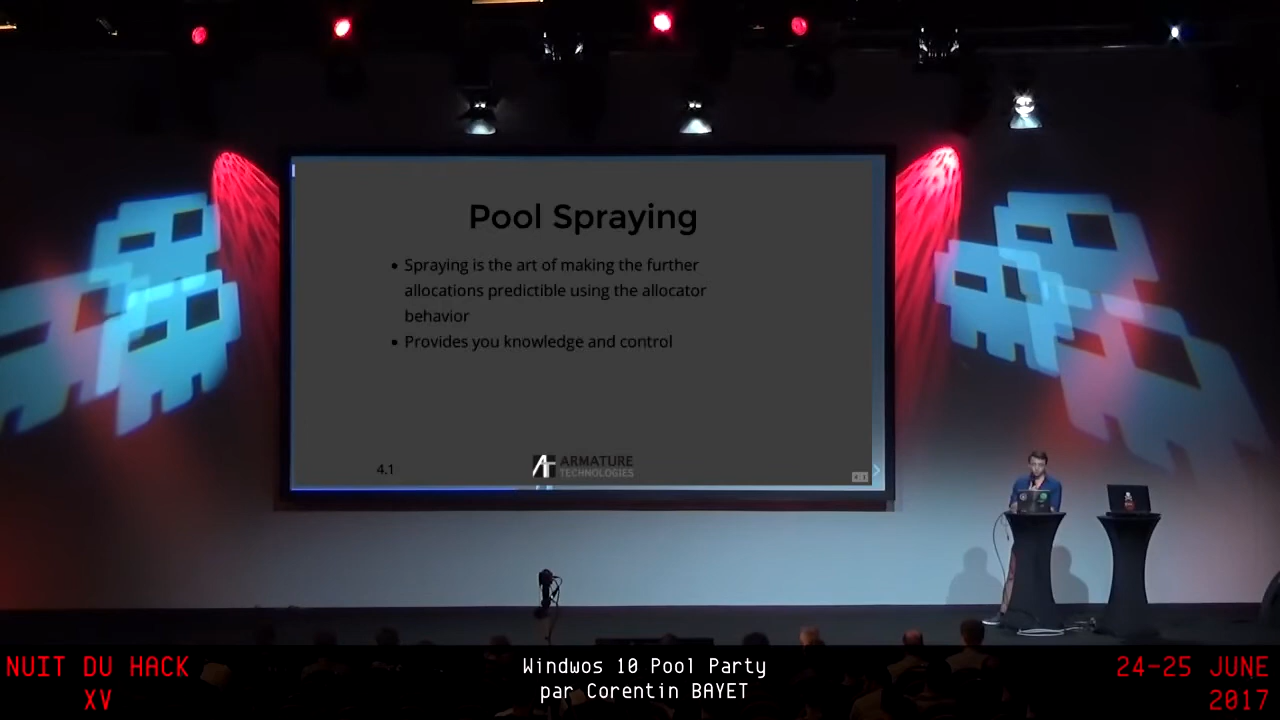 Pool Spraying
• Spraying is the art of making the further
allocations predictible using the allocator
behavior
• Provides you knowledge and control
4.1
ARMATURE
TECHNOLOGIES
4:3
NUIT DU HACK
XV
Windwos 10 Pool Party
par Corentin BAYET
24-25 JUNE
2017